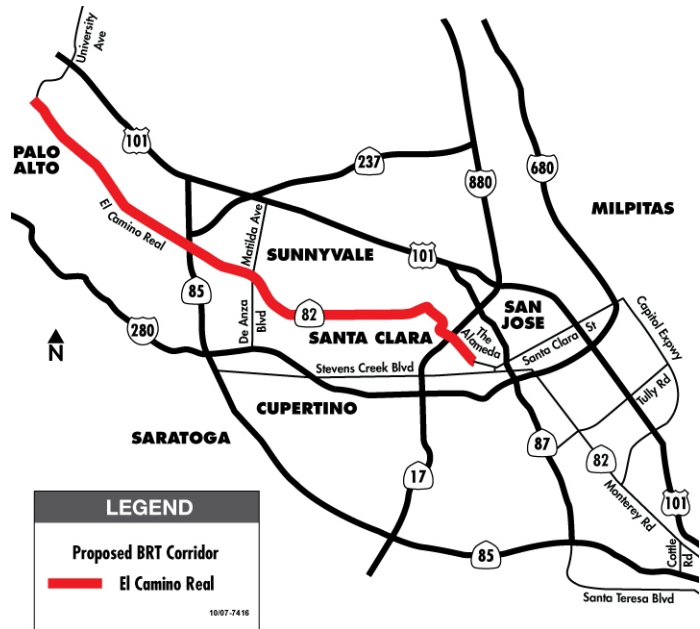 University
Ave
PALO
ALTO
101
237
880
680
MILPITAS
El Camino Real
Matilda Ave
SUNNYVALE
101
85
De Anza
Blvd
82
280
N
SANTA CLARA
The
Alameda
SAN
JOSE
Santa Clara St
Capitol Expwy
Tully Rd
Stevens Creek Blvd
CUPERTINO
SARATOGA
17
87
82
Monterey Rd
101
Cottle
Rd
85
Santa Teresa Blvd
LEGEND
Proposed BRT Corridor
El Camino Real
10/07-7416